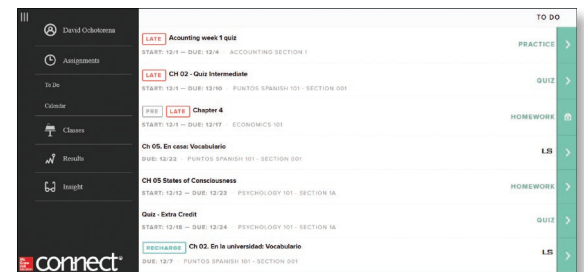 TO DO
David Ochotorena
Assignments
To Do
Calendar
Classes
Results
Insight
Mc Graw Hill Education
connect®
LATE Acounting week 1 quiz
START: 12/1 — DUE: 12/4 · ACCOUNTING SECTION 1
PRACTICE
LATE CH 02 - Quiz Intermediate
START: 12/1 — DUE: 12/10 · PUNTOS SPANISH 101 - SECTION 001
QUIZ
PRE LATE Chapter 4
START: 12/1 — DUE: 12/17 · ECONOMICS 101
HOMEWORK
Ch 05. En casa: Vocabulario
DUE: 12/22 · PUNTOS SPANISH 101 - SECTION 001
LS
CH 05 States of Consciousness
START: 12/12 — DUE: 12/23 · PSYCHOLOGY 101 - SECTION 1A
HOMEWORK
Quiz - Extra Credit
START: 12/18 — DUE: 12/24 · PSYCHOLOGY 101 - SECTION 1A
QUIZ
RECHARGE Ch 02. En la universidad: Vocabulario
DUE: 12/7 · PUNTOS SPANISH 101 - SECTION 001
LS